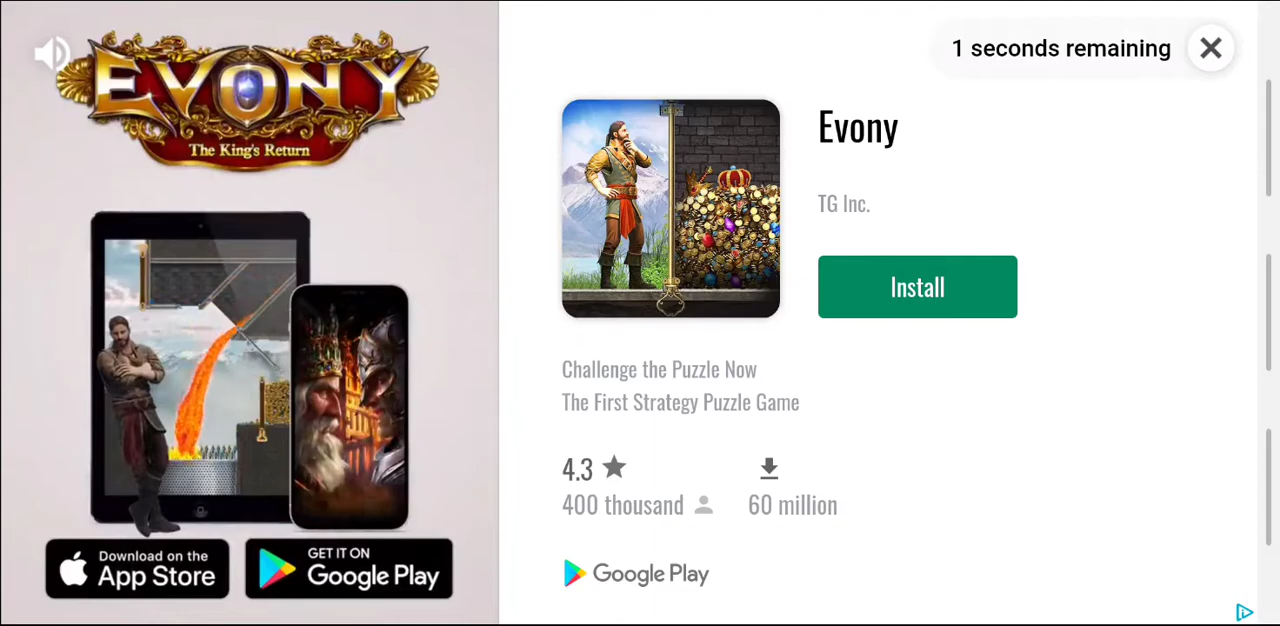 EVONY
The King's Return
Download on the
App Store
GET IT ON
Google Play
1 seconds remaining
Evony
TG Inc.
Install
Challenge the Puzzle Now
The First Strategy Puzzle Game
4.3
400 thousand
60 million
Google Play